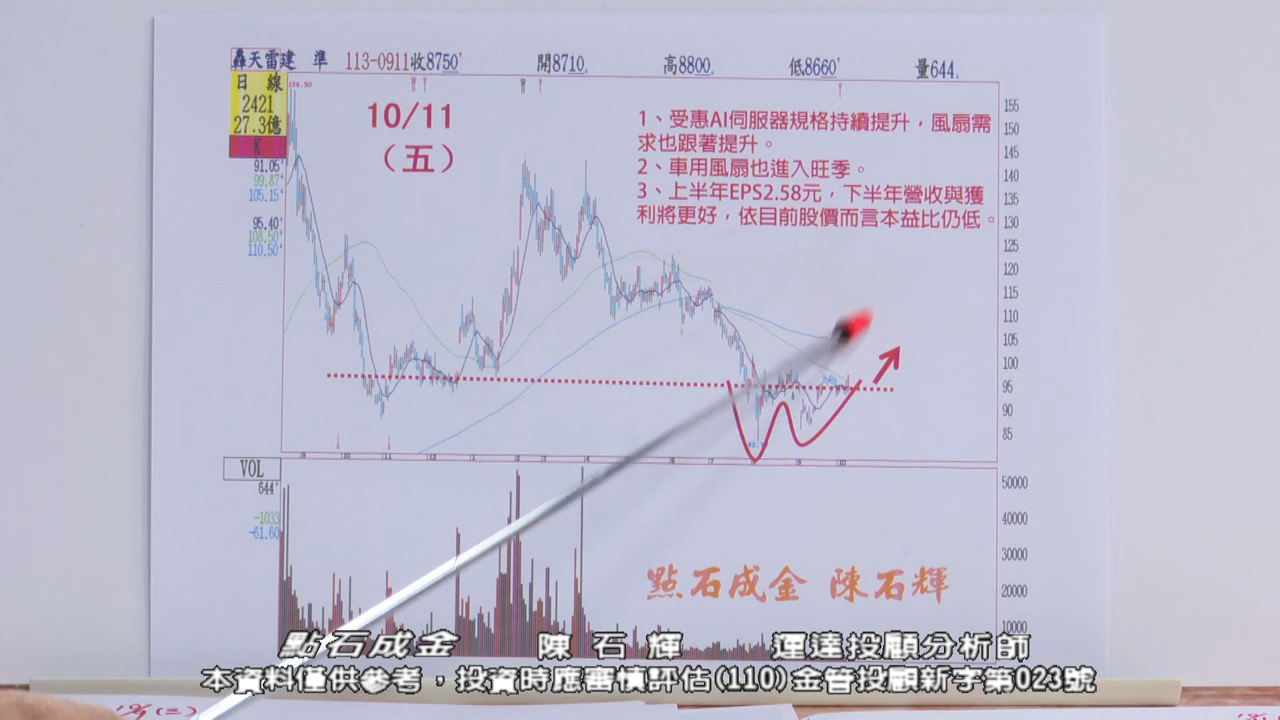 轟天雷建 準 113-0911收8750' 開8710. 高8800. 低8660' 量644.
日 線
2421
27.3億
K
91.05
99.87
105.15
95.40
108.50
110.50
10/11
(五)
1、受惠AI伺服器規格持續提升，風扇需
求也跟著提升。
2、車用風扇也進入旺季。
3、上半年EPS2.58元，下半年營收與獲
利將更好，依目前股價而言本益比仍低。
155
150
145
140
135
130
125
120
115
110
105
100
95
90
85
VOL
644
-1033
-61.60
50000
40000
30000
20000
10000
點石成金 陳石輝
點石成金 陳石輝 運達投顧分析師
本資料僅供參考，投資時應審慎評估(110)金管投顧新字第023號